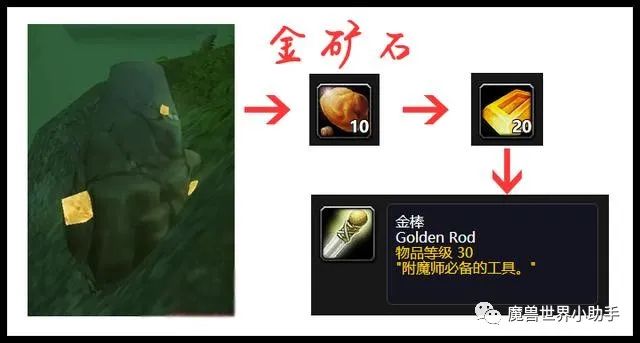 金矿石
10
20
金棒
Golden Rod
物品等级 30
"附魔师必备的工具。"
魔兽世界小助手